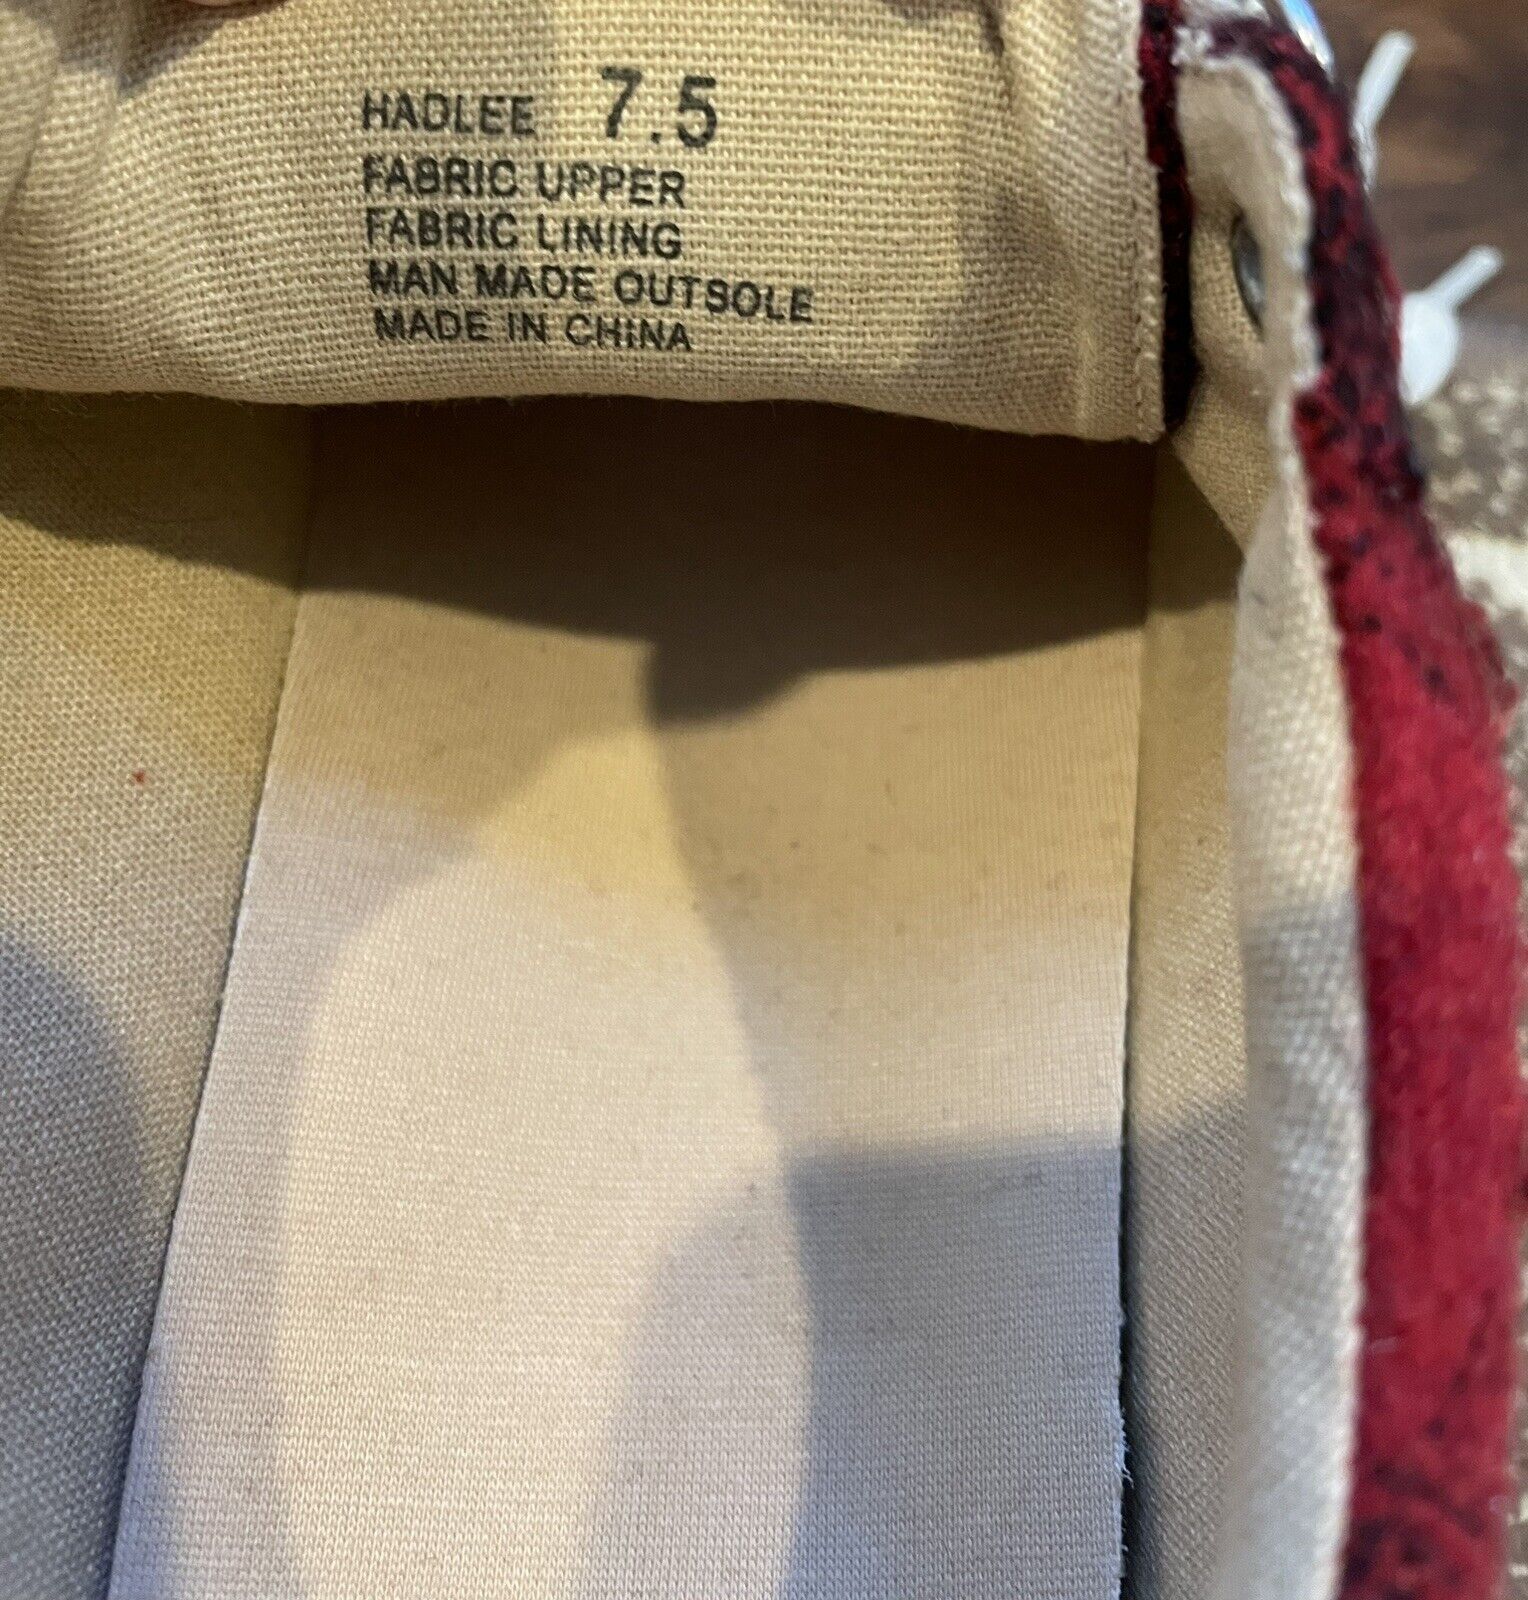 HADLEE 7.5
FABRIC UPPER
FABRIC LINING
MAN MADE OUTSOLE
MADE IN CHINA